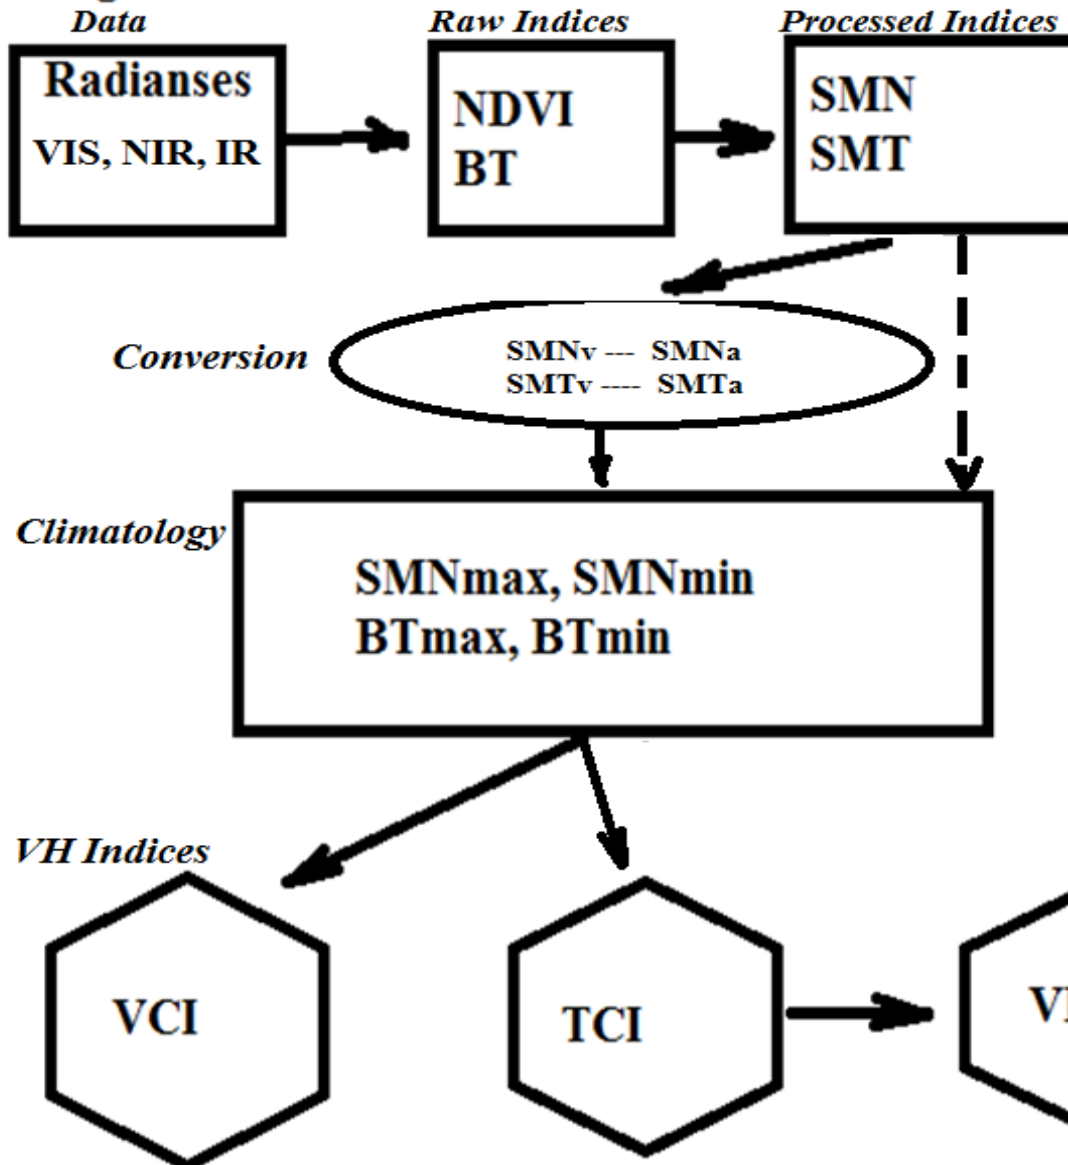 Data
Raw Indices
Processed Indices
Radianses
VIS, NIR, IR
NDVI
BT
SMN
SMT
Conversion
SMNv --- SMNa
SMTv ---- SMTa
Climatology
SMNmax, SMNmin
BTmax, BTmin
VH Indices
VCI
TCI